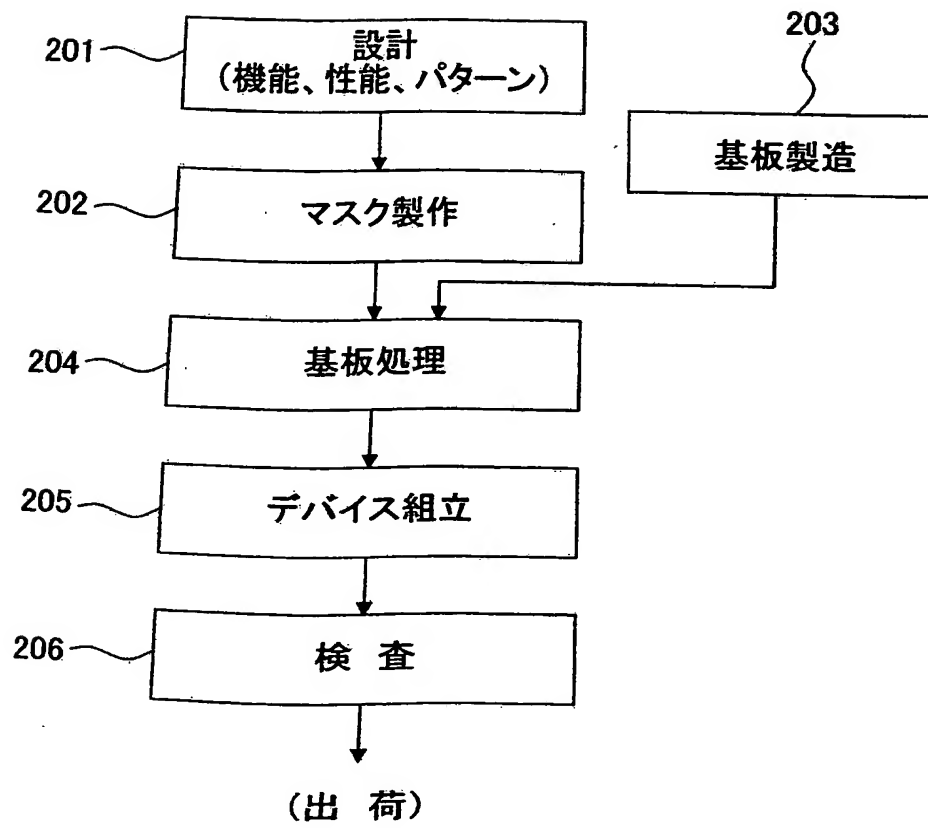 201
設計
(機能、性能、パターン)
203
基板製造
202
マスク製作
204
基板処理
205
デバイス組立
206
検 査
(出 荷)